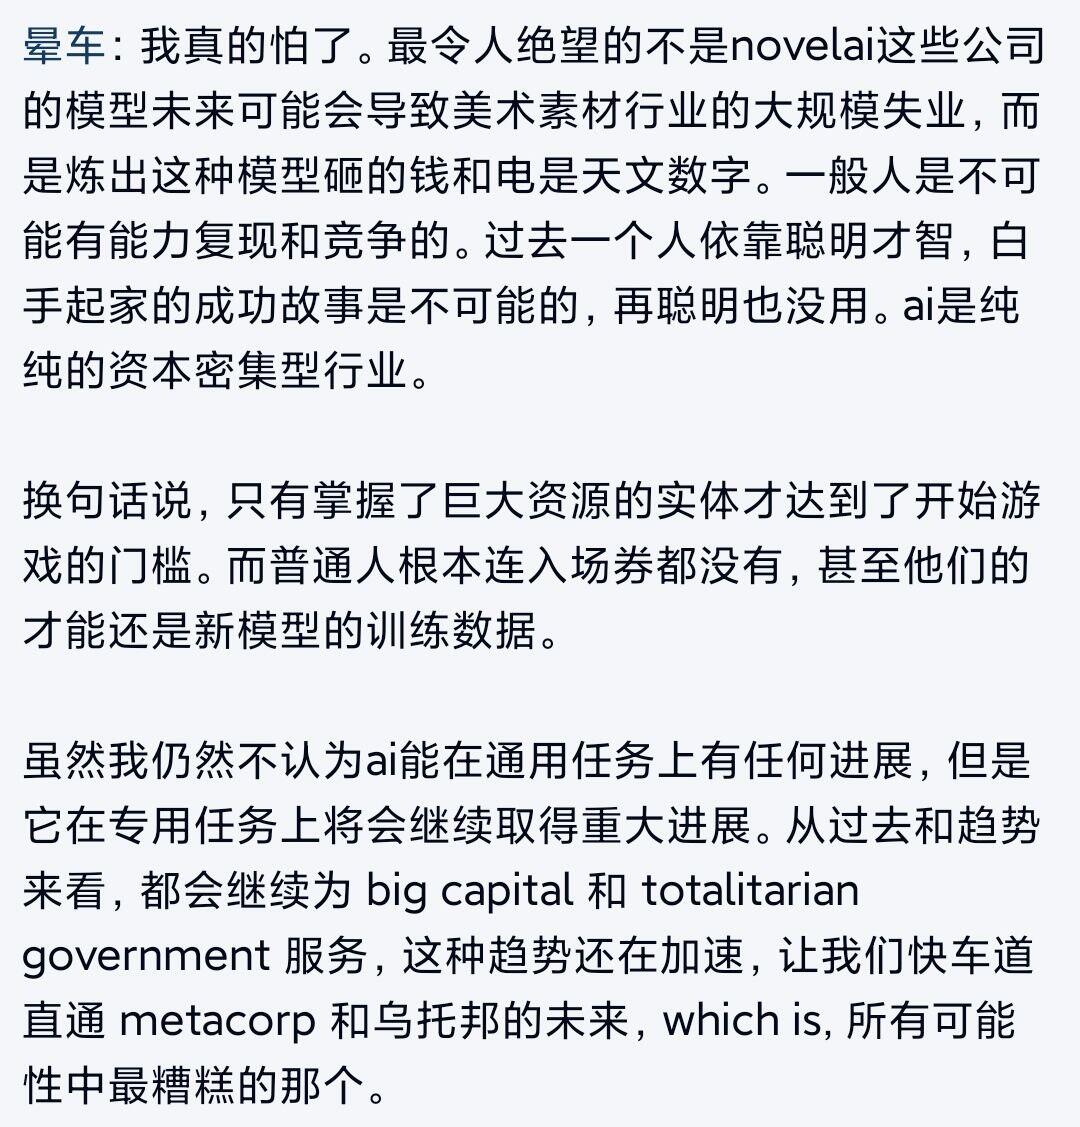 晕车：我真的怕了。最令人绝望的不是novelai这些公司
的模型未来可能会导致美术素材行业的大规模失业，而
是炼出这种模型砸的钱和电是天文数字。一般人是不可
能有能力复现和竞争的。过去一个人依靠聪明才智，白
手起家的成功故事是不可能的，再聪明也没用。ai是纯
纯的资本密集型行业。
换句话说，只有掌握了巨大资源的实体才达到了开始游
戏的门槛。而普通人根本连入场券都没有，甚至他们的
才能还是新模型的训练数据。
虽然我仍然不认为ai能在通用任务上有任何进展，但是
它在专用任务上将会继续取得重大进展。从过去和趋势
来看，都会继续为 big capital 和 totalitarian
government 服务，这种趋势还在加速，让我们快车道
直通 metacorp 和乌托邦的未来，which is, 所有可能
性中最糟糕的那个。